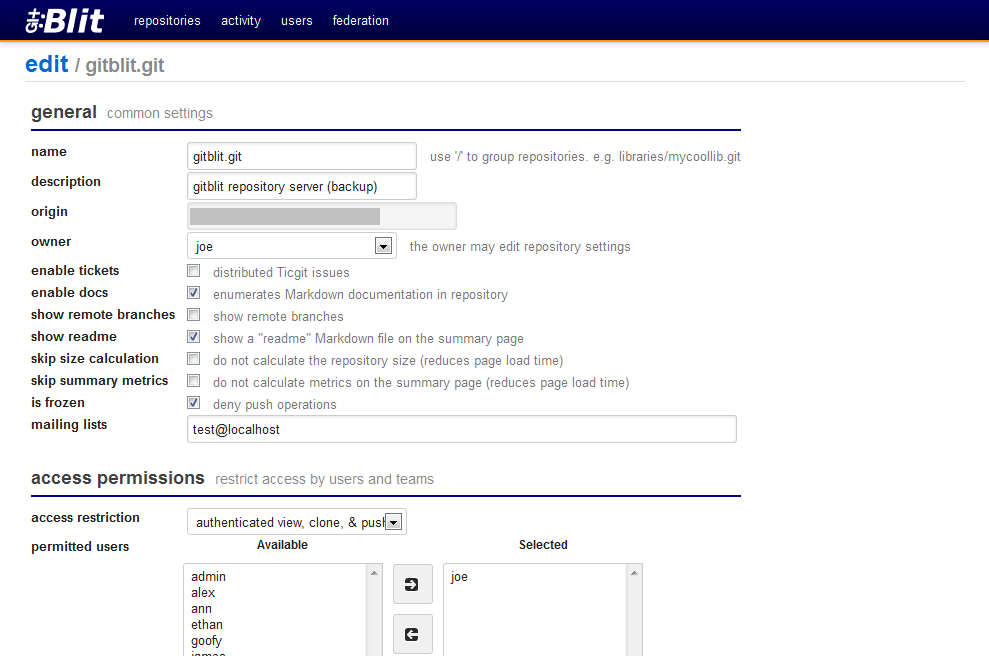 git:Blit
repositories activity users federation
edit / gitblit.git
general common settings
name gitblit.git use '/' to group repositories. e.g. libraries/mycoollib.git
description gitblit repository server (backup)
origin
owner joe the owner may edit repository settings
enable tickets distributed Ticgit issues
enable docs enumerates Markdown documentation in repository
show remote branches show remote branches
show readme show a "readme" Markdown file on the summary page
skip size calculation do not calculate the repository size (reduces page load time)
skip summary metrics do not calculate metrics on the summary page (reduces page load time)
is frozen deny push operations
mailing lists test@localhost
access permissions restrict access by users and teams
access restriction authenticated view, clone, & push
permitted users Available Selected
admin joe
alex
ann
ethan
goofy